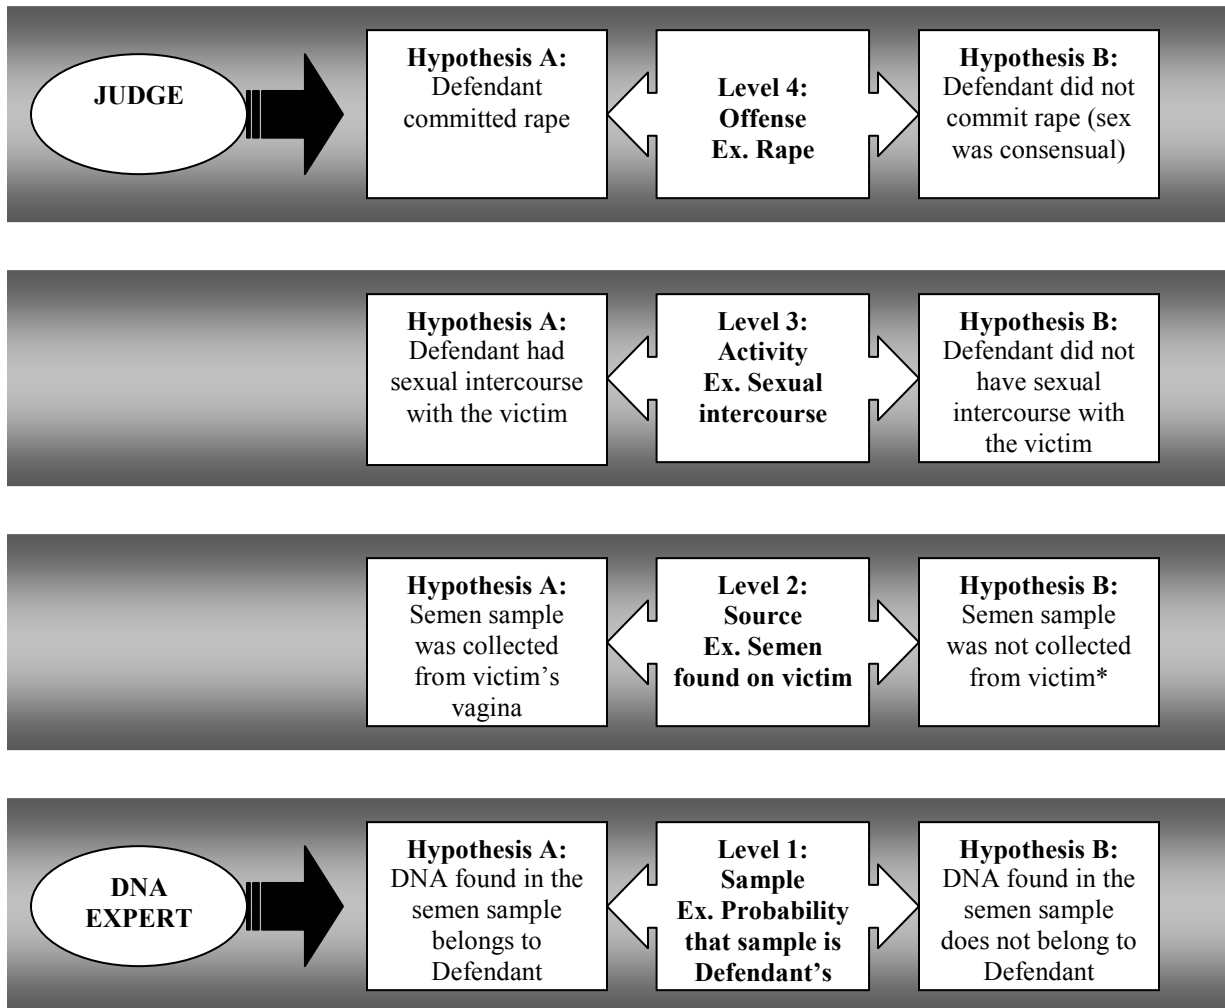 JUDGE
Hypothesis A:
Defendant
committed rape
Level 4:
Offense
Ex. Rape
Hypothesis B:
Defendant did not
commit rape (sex
was consensual)
Hypothesis A:
Defendant had
sexual intercourse
with the victim
Level 3:
Activity
Ex. Sexual
intercourse
Hypothesis B:
Defendant did not
have sexual
intercourse with
the victim
Hypothesis A:
Semen sample
was collected
from victim’s
vagina
Level 2:
Source
Ex. Semen
found on victim
Hypothesis B:
Semen sample
was not collected
from victim*
DNA
EXPERT
Hypothesis A:
DNA found in the
semen sample
belongs to
Defendant
Level 1:
Sample
Ex. Probability
that sample is
Defendant’s
Hypothesis B:
DNA found in the
semen sample
does not belong to
Defendant